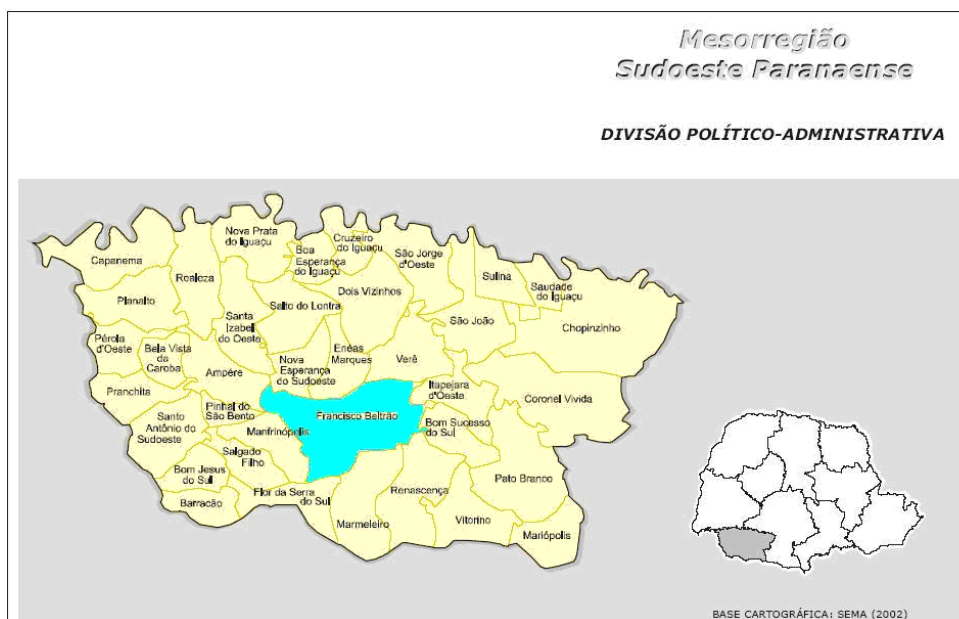 Mesorregião
Sudoeste Paranaense
DIVISÃO POLÍTICO-ADMINISTRATIVA
Nova Prata
do Iguaçu
Cruzeiro
do Iguaçu
Boa
Esperança
do Iguaçu
São Jorge
d'Oeste
Capanema
Realeza
Sulina
Saudade
do Iguaçu
Planalto
Dois Vizinhos
Salto do Lontra
Santa
Izabel
do Oeste
São João
Chopinzinho
Pérola
d'Oeste
Bela Vista
da
Caroba
Enéas
Marques
Verê
Nova
Esperança
do Sudoeste
Ampére
Pranchita
Itapejara
d'Oeste
Coronel Vivida
Pinhal do
São Bento
Francisco Beltrão
Santo
Antônio do
Sudoeste
Manfrinópolis
Bom Sucesso
do Sul
Salgado
Filho
Bom Jesus
do Sul
Flor da Serra
do Sul
Renascença
Pato Branco
Barracão
Marmeleiro
Vitorino
Mariópolis
BASE CARTOGRÁFICA: SEMA (2002)